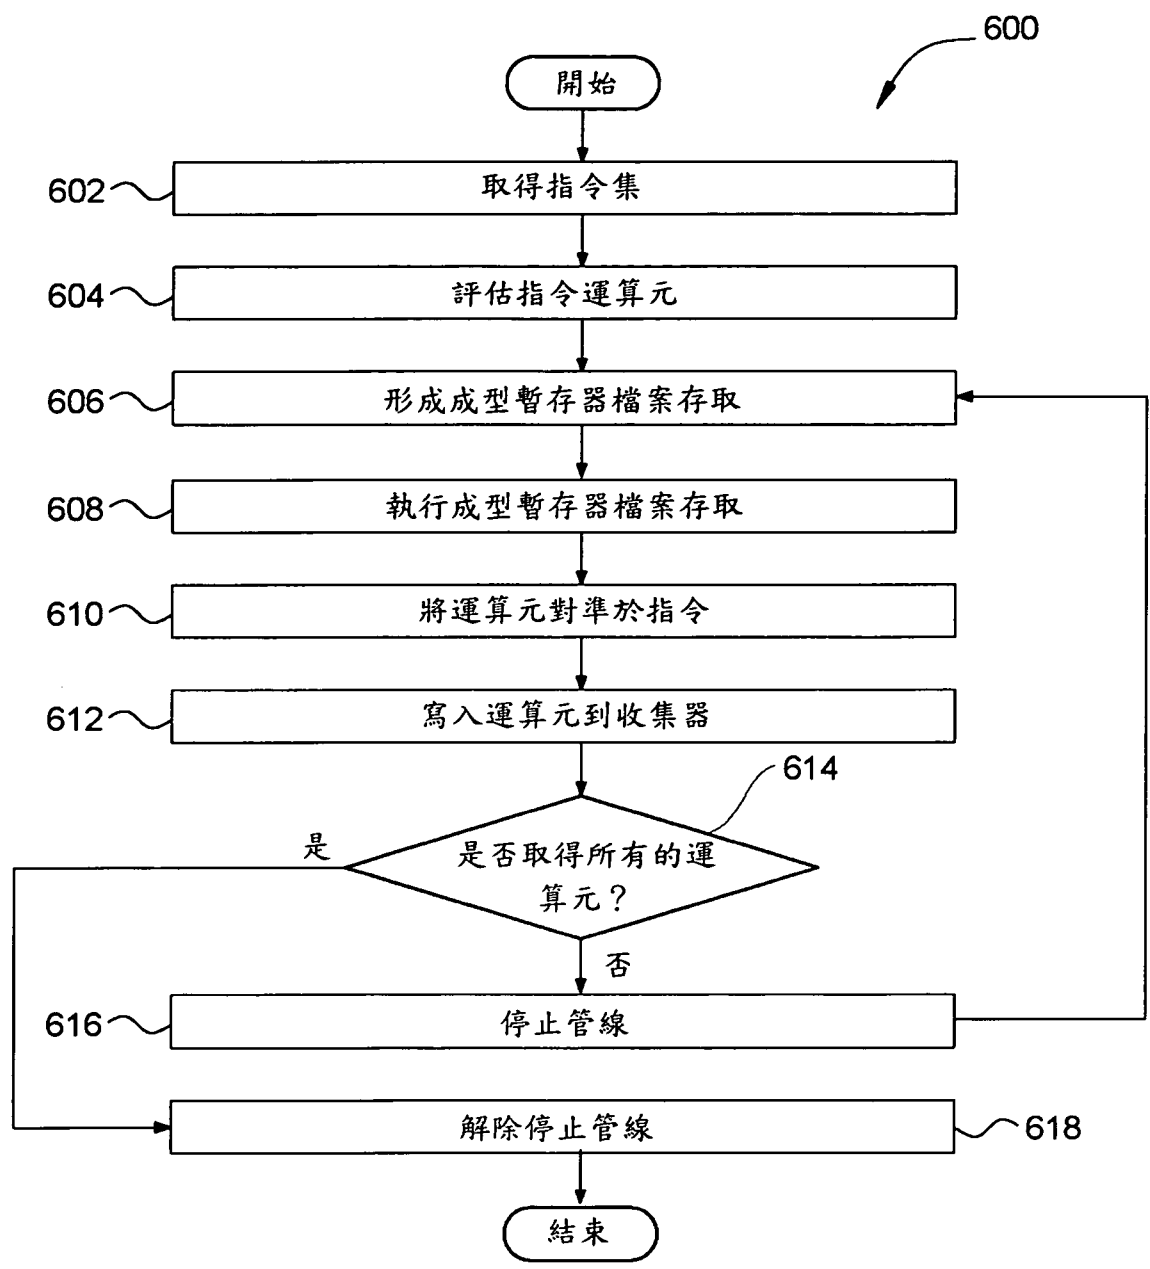 600
開始
602
取得指令集
604
評估指令運算元
606
形成成型暫存器檔案存取
608
執行成型暫存器檔案存取
610
將運算元對準於指令
612
寫入運算元到收集器
614
是
是否取得所有的運
算元？
否
616
停止管線
解除停止管線
618
結束